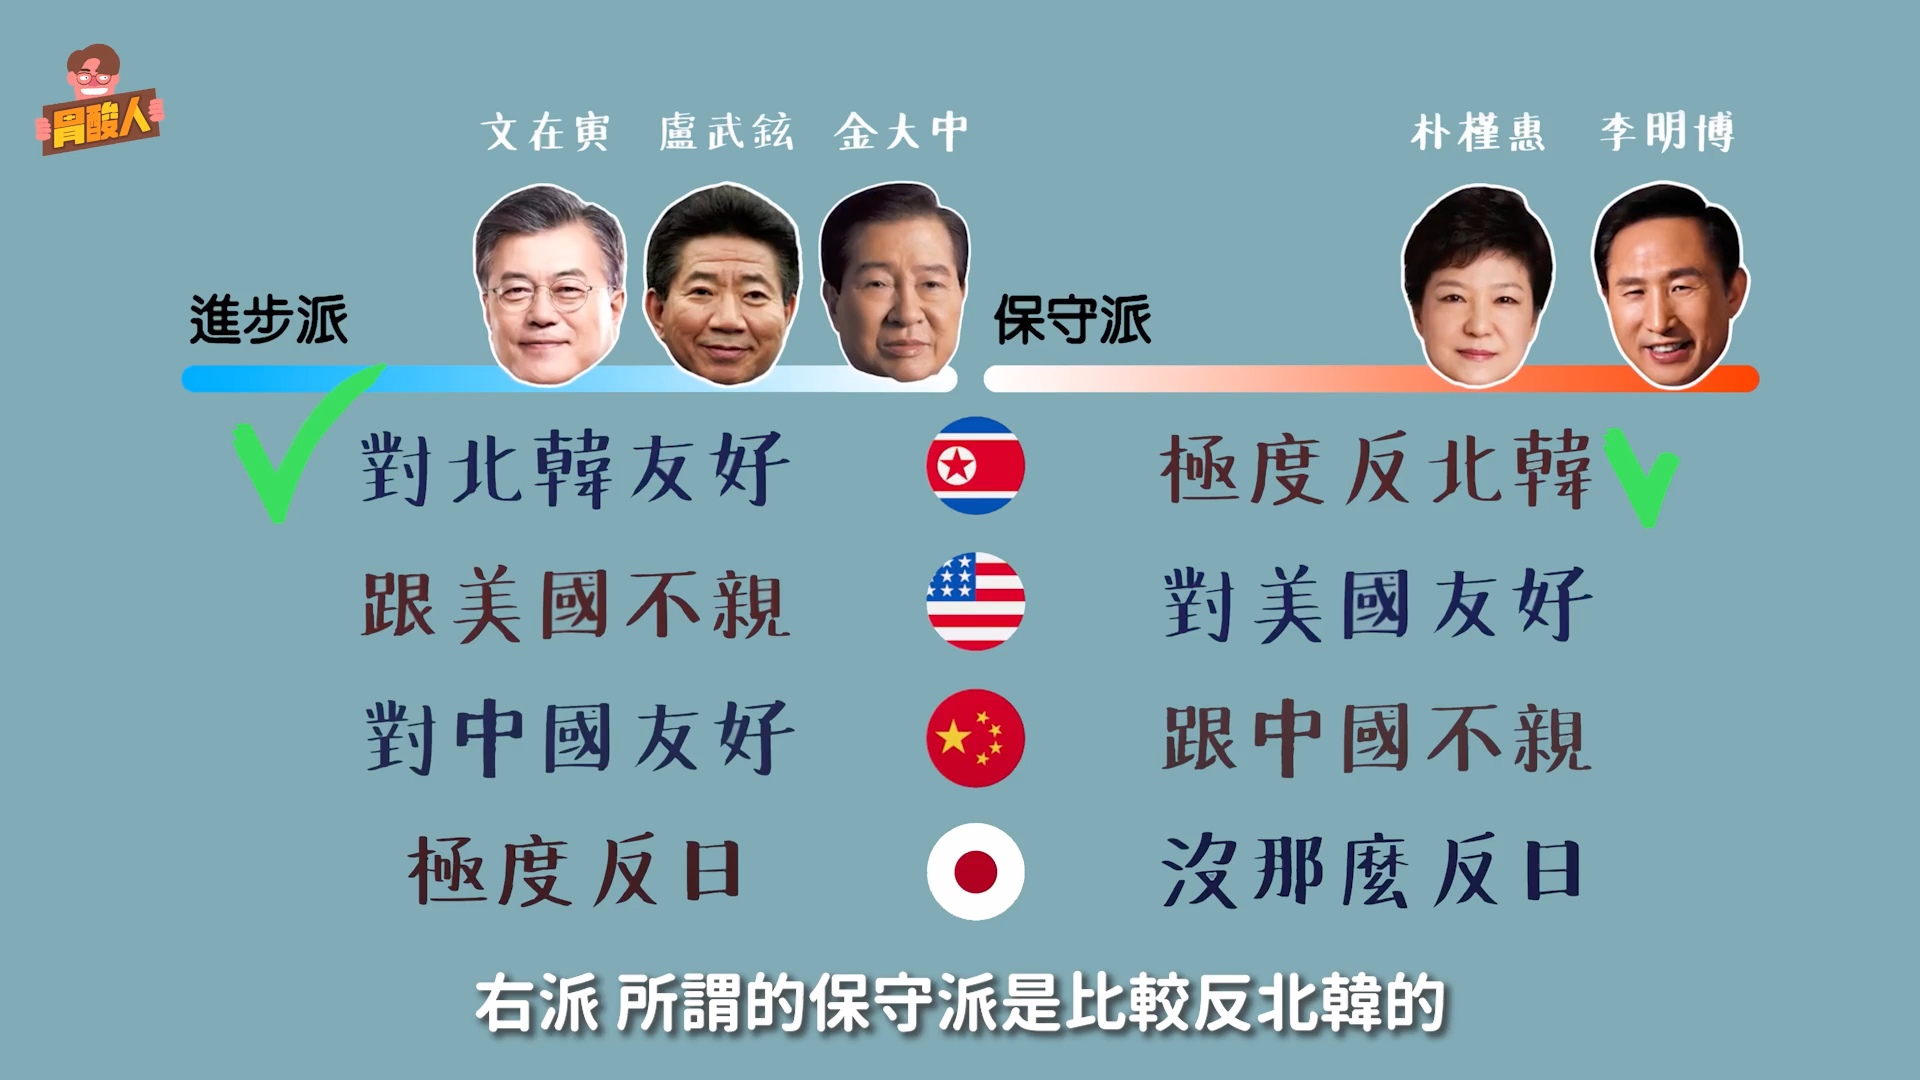 胃酸人
文在寅 盧武鉉 金大中
朴槿惠 李明博
進步派
保守派
對北韓友好
極度反北韓
跟美國不親
對美國友好
對中國友好
跟中國不親
極度反日
沒那麼反日
右派 所謂的保守派是比較反北韓的